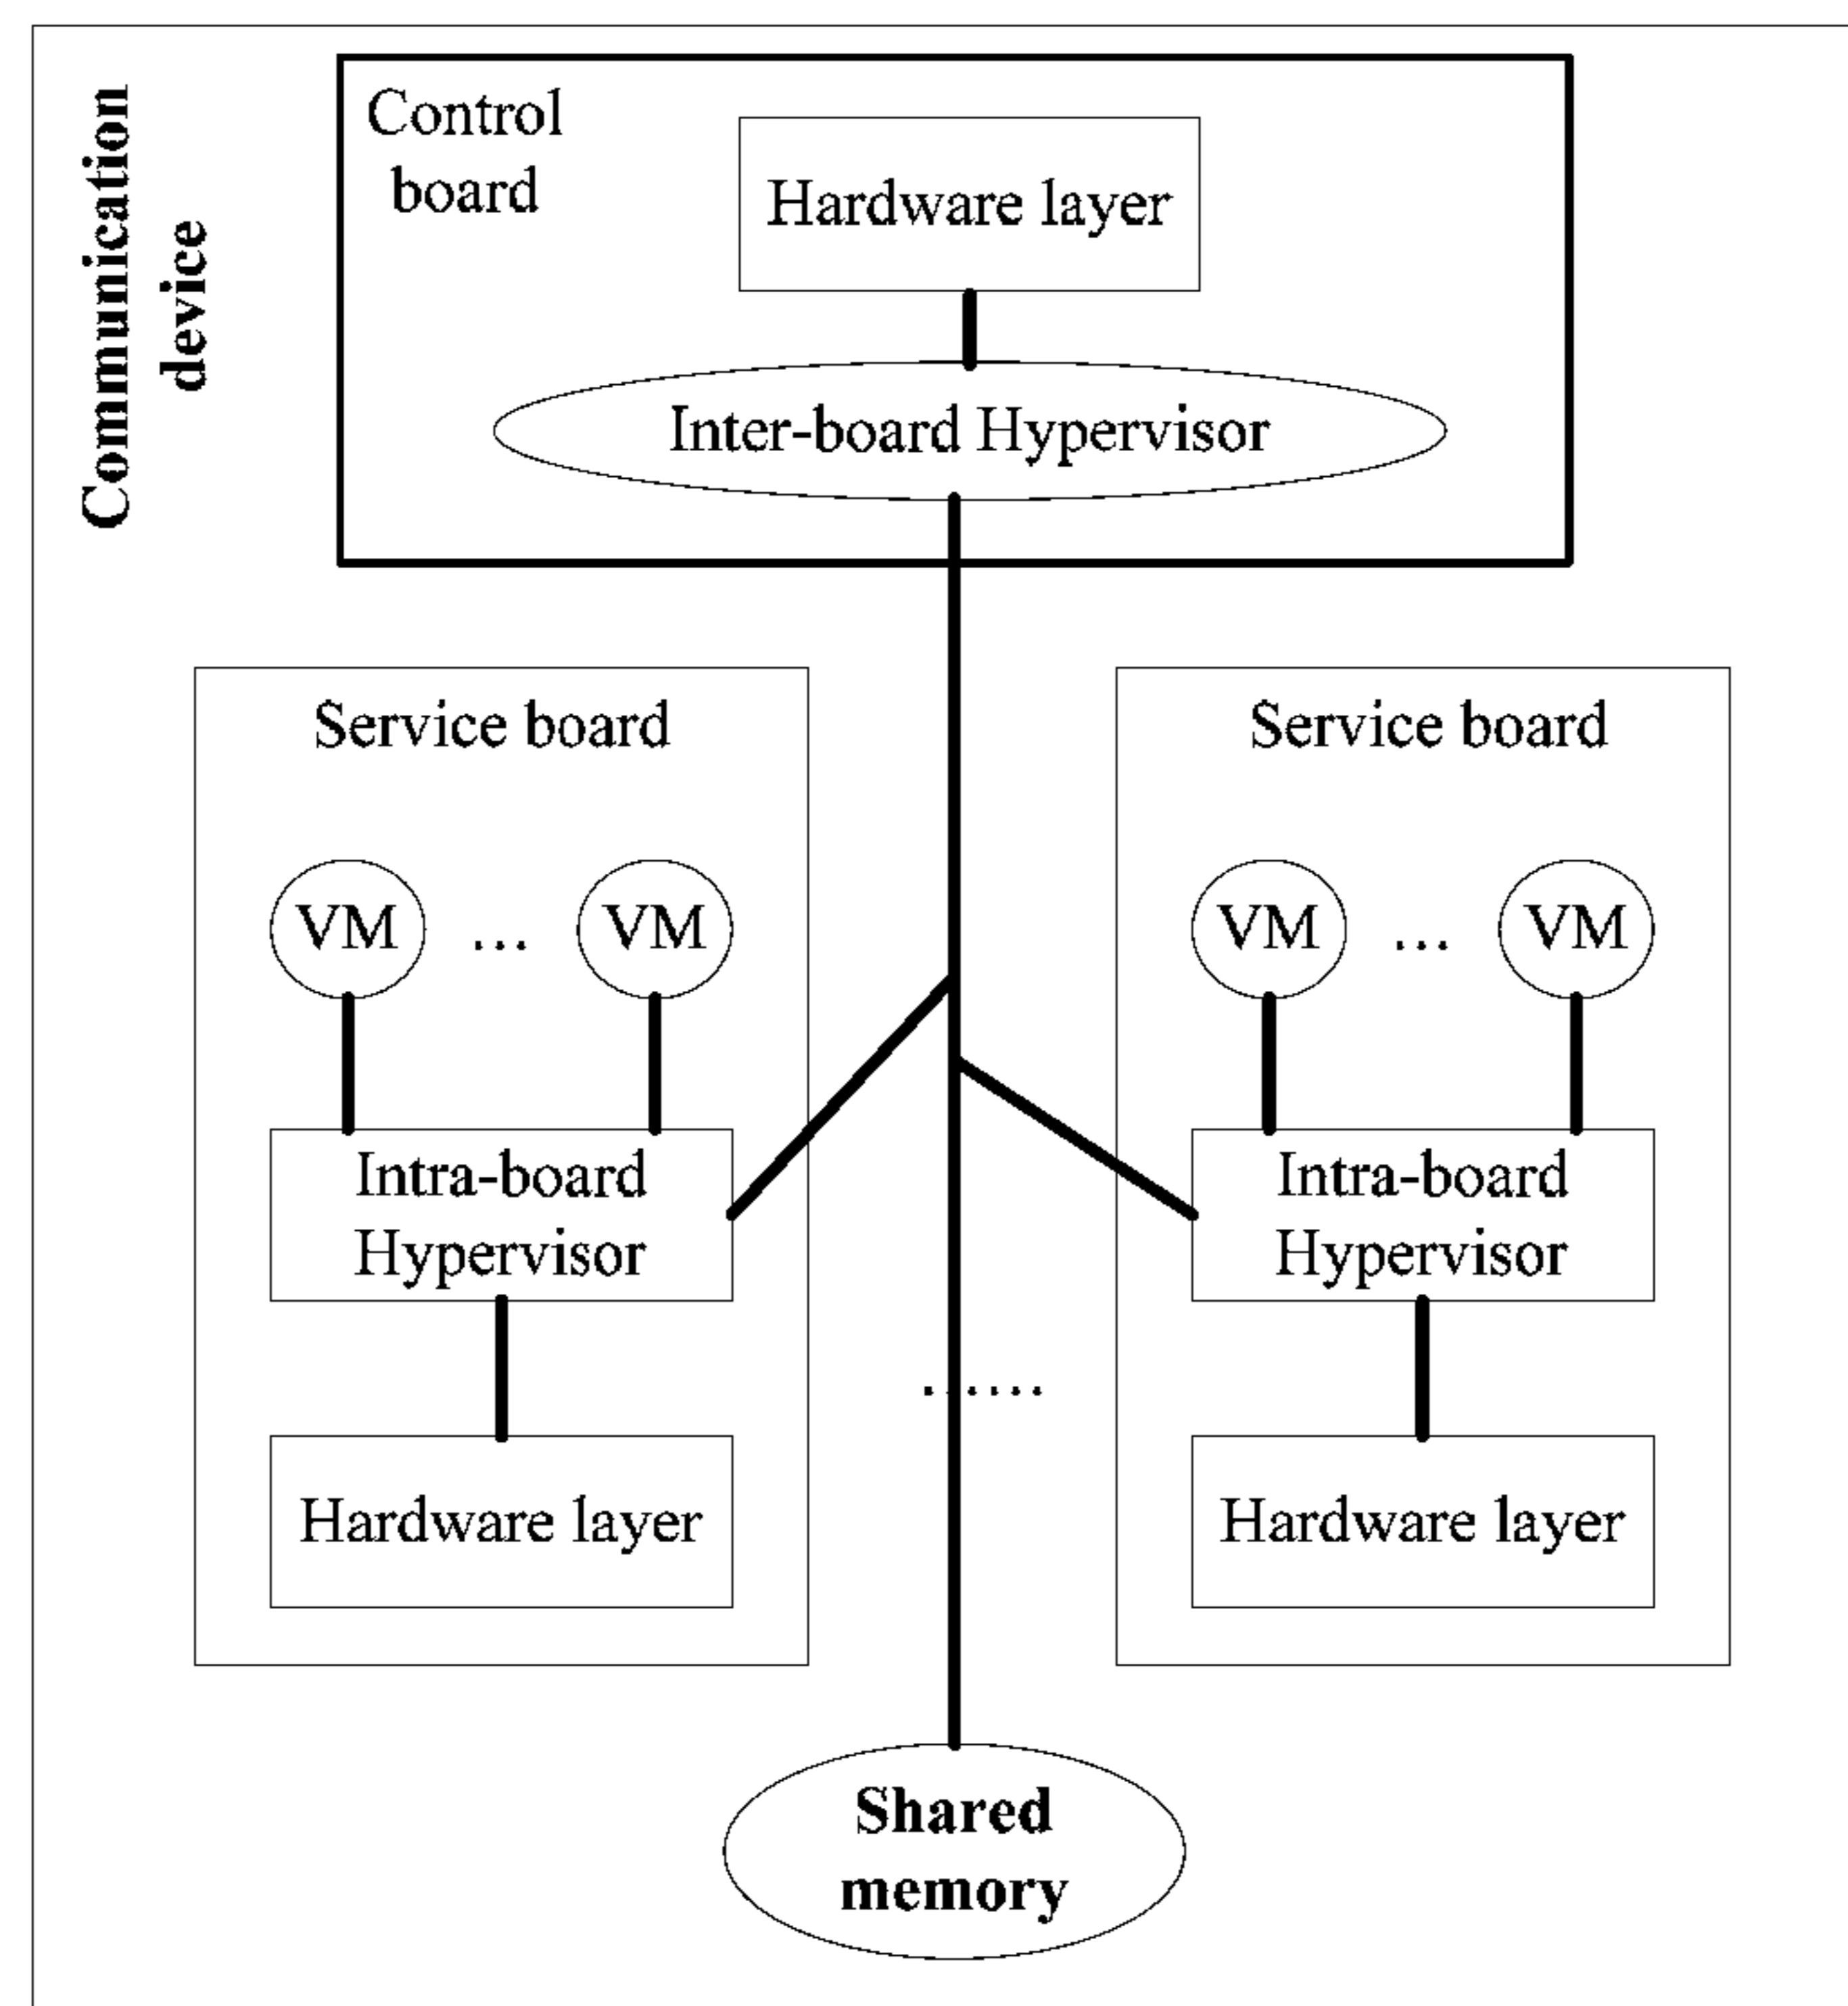 Communication
device
Control
board
Hardware layer
Inter-board Hypervisor
Service board
VM
...
VM
Intra-board
Hypervisor
Hardware layer
......
Service board
VM
...
VM
Intra-board
Hypervisor
Hardware layer
Shared
memory